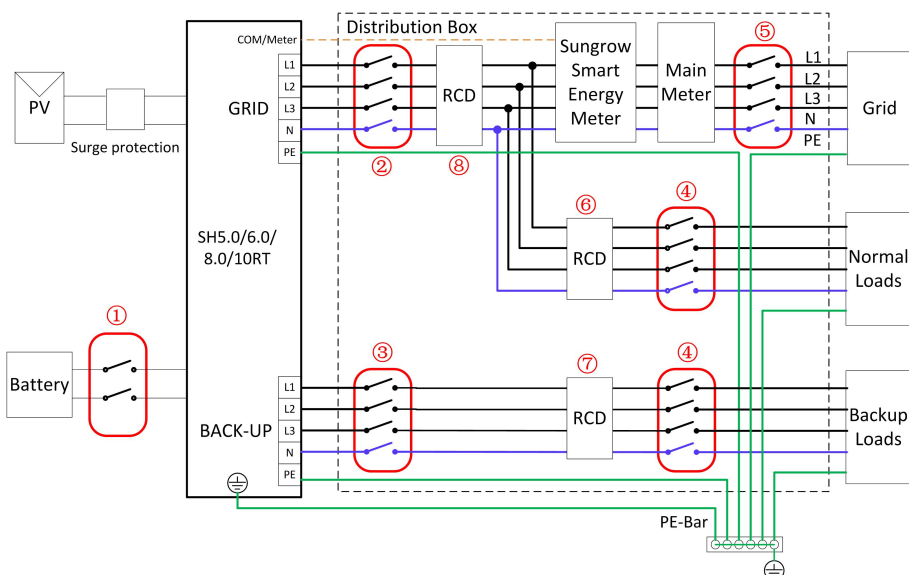 Distribution Box
COM/Meter
⑤
L1
L1
L2
L2
L3
L3
N
N
PE
PE
GRID
RCD
Sungrow
Smart
Energy
Meter
Main
Meter
Grid
PV
Surge protection
②
⑧
⑥
④
SH5.0/6.0/
8.0/10RT
RCD
Normal
Loads
①
Battery
③
⑦
④
L1
L2
L3
N
PE
BACK-UP
RCD
Backup
Loads
PE-Bar